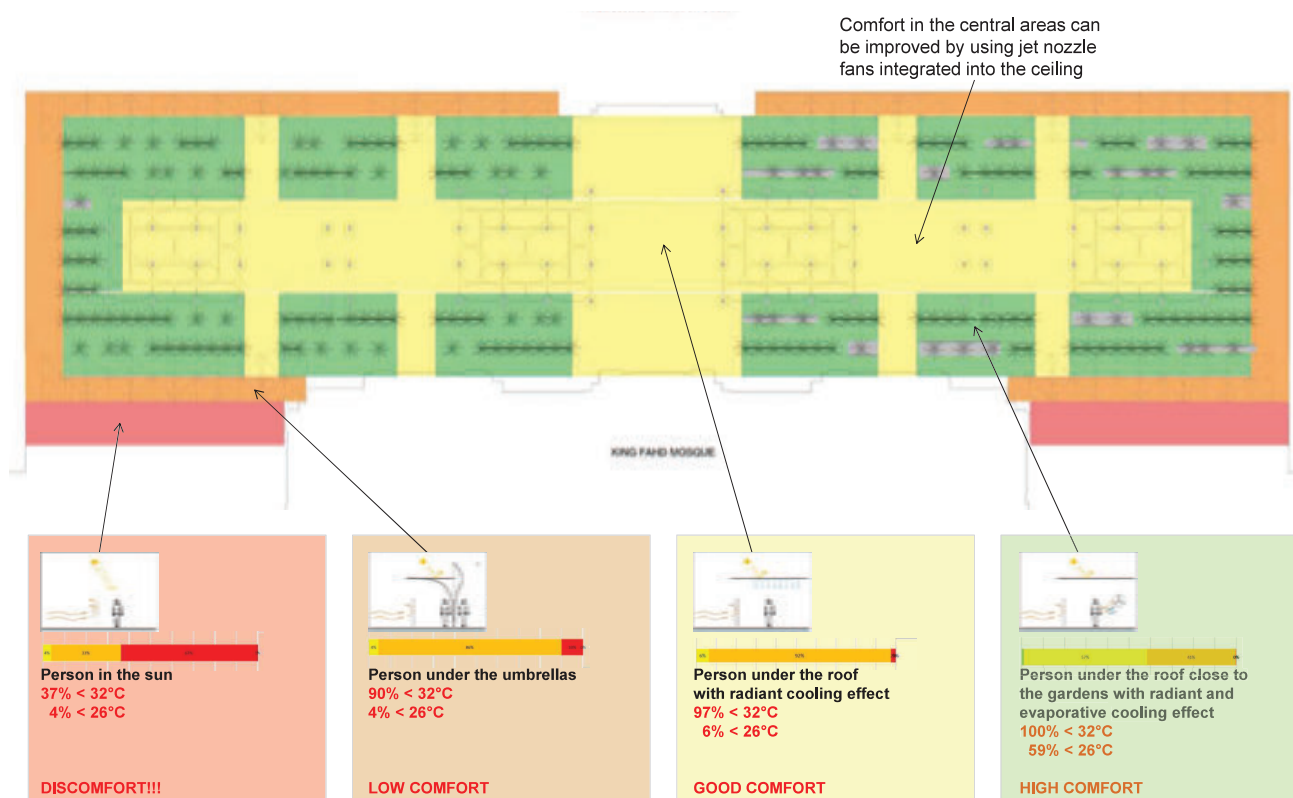 Comfort in the central areas can
be improved by using jet nozzle
fans integrated into the ceiling
KING FAHD MOSQUE
Person in the sun
37% < 32°C
4% < 26°C
DISCOMFORT!!!
Person under the umbrellas
90% < 32°C
4% < 26°C
LOW COMFORT
Person under the roof
with radiant cooling effect
97% < 32°C
6% < 26°C
GOOD COMFORT
Person under the roof close to
the gardens with radiant and
evaporative cooling effect
100% < 32°C
59% < 26°C
HIGH COMFORT